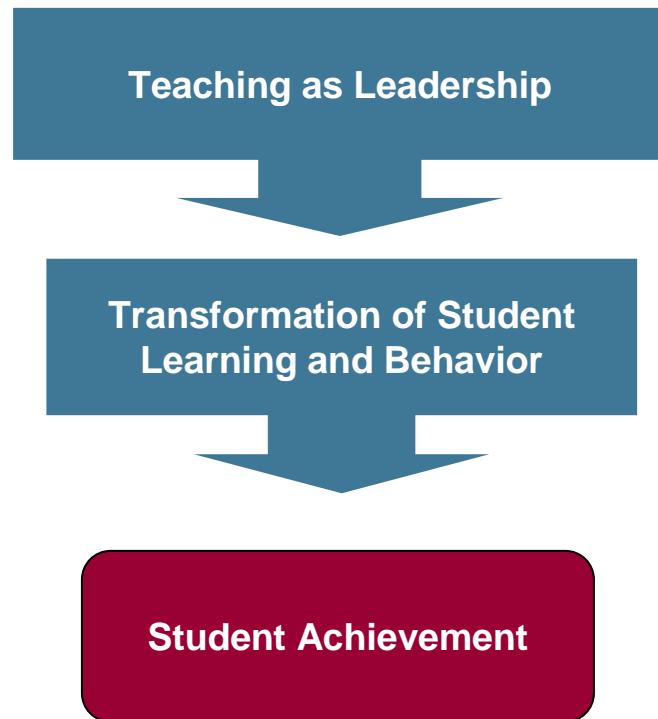 Teaching as Leadership
Transformation of Student
Learning and Behavior
Student Achievement